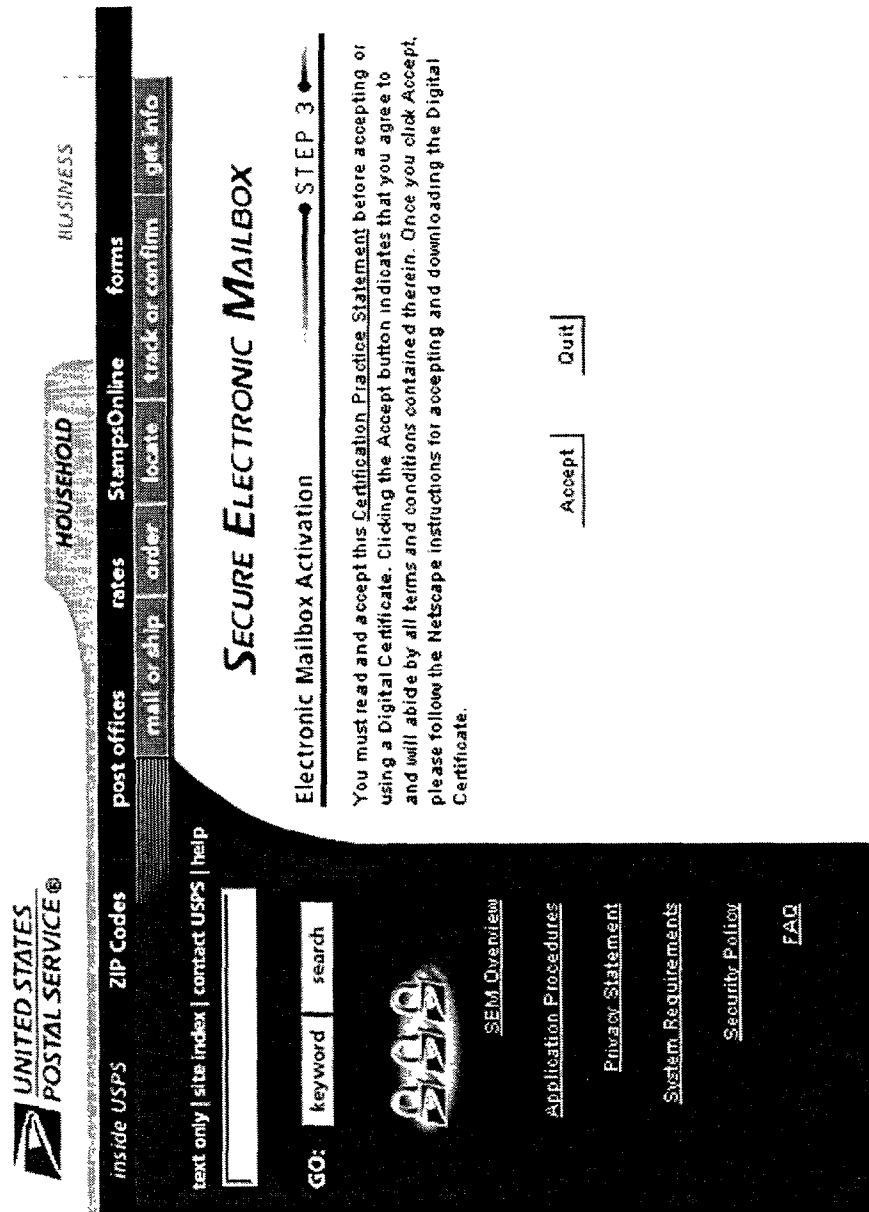 UNITED STATES
POSTAL SERVICE ®
HOUSEHOLD
BUSINESS
inside USPS ZIP Codes post offices rates StampsOnline forms
mail or ship order locate track or confirm get info
text only | site index | contact USPS | help
GO: keyword search
SEM Overview
Application Procedures
Privacy Statement
System Requirements
Security Policy
FAQ
SECURE ELECTRONIC MAILBOX
Electronic Mailbox Activation STEP 3
You must read and accept this Certification Practice Statement before accepting or
using a Digital Certificate. Clicking the Accept button indicates that you agree to
and will abide by all terms and conditions contained therein. Once you click Accept,
please follow the Netscape instructions for accepting and downloading the Digital
Certificate.
Accept Quit